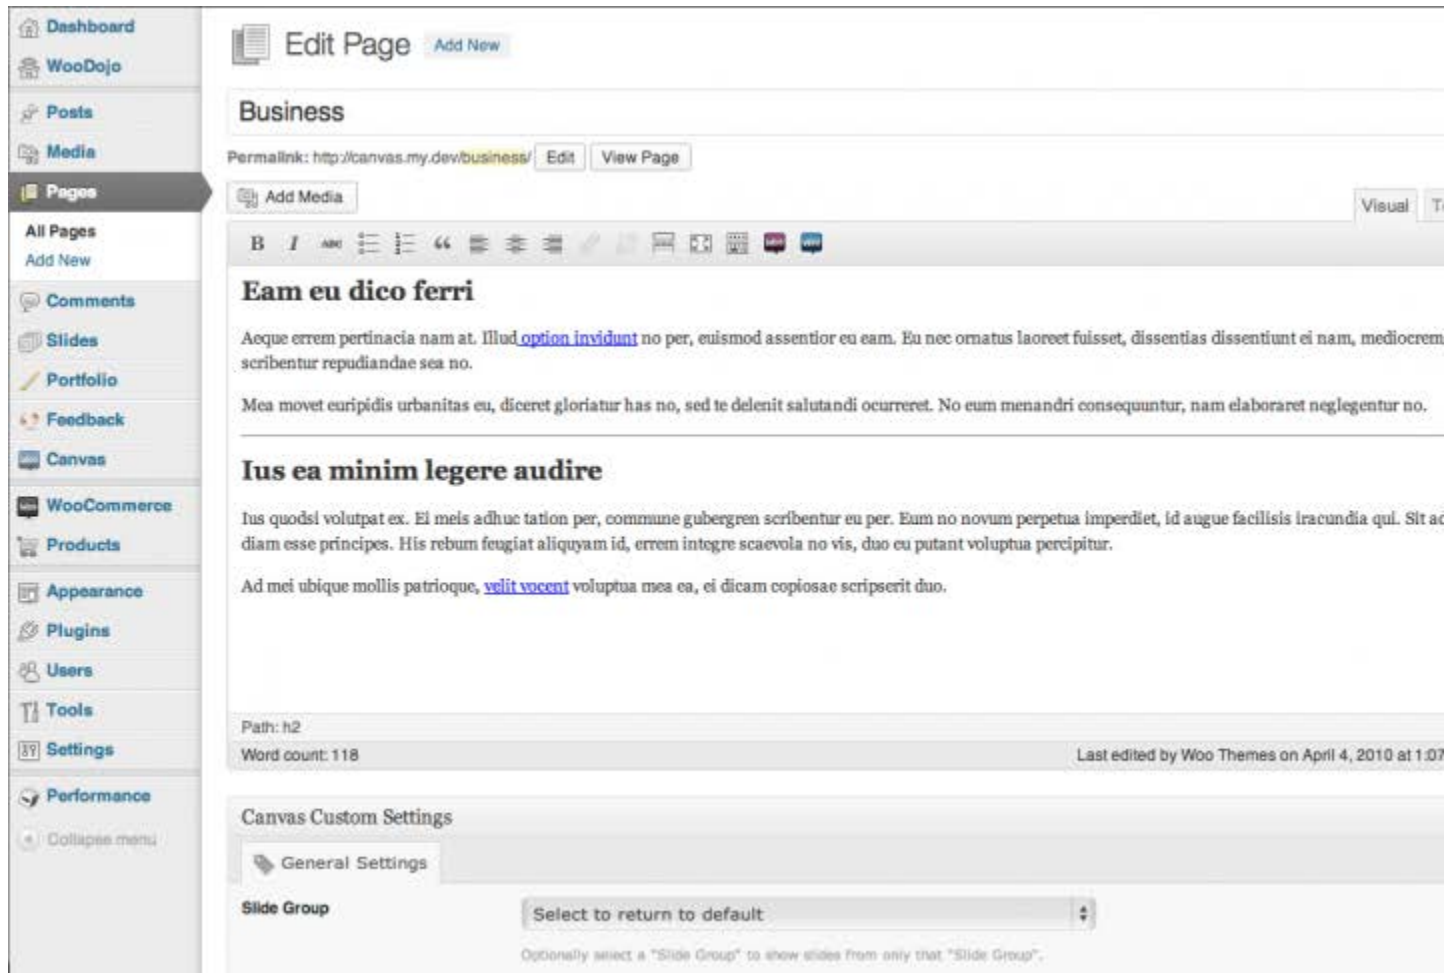 Dashboard
WooDojo
Posts
Media
Pages
All Pages
Add New
Comments
Slides
Portfolio
Feedback
Canvas
WooCommerce
Products
Appearance
Plugins
Users
Tools
Settings
Performance
Collapse menu
Edit Page Add New
Business
Permalink: http://canvas.my.dev/business/ Edit View Page
Add Media
Visual
B I ABC
Eam eu dico ferri
Aeque errem pertinacia nam at. Illud option invidunt no per, euismod assentior eu eam. Eu nec ornatus laoreet fuisset, dissentias dissentiunt ei nam, mediocrem
scribentur repudiandae sea no.
Mea movet euripidis urbanitas eu, diceret gloriatur has no, sed te delenit salutandi ocurreret. No eum menandri consequuntur, nam elaboraret neglegentur no.
Ius ea minim legere audire
Ius quodsi volutpat ex. Ei meis adhuc tation per, commune gubergren scribentur eu per. Eum no novum perpetua imperdiet, id augue facilisis iracundia qui. Sit ad
diam esse principes. His rebum feugiat aliquyam id, errem integre scaevola no vis, duo eu putant voluptua percipitur.
Ad mei ubique mollis patrioque, velit vocent voluptua mea ea, ei dicam copiosae scripserit duo.
Path: h2
Word count: 118 Last edited by Woo Themes on April 4, 2010 at 1:07
Canvas Custom Settings
General Settings
Slide Group Select to return to default
Optionally select a "Slide Group" to show slides from only that "Slide Group".